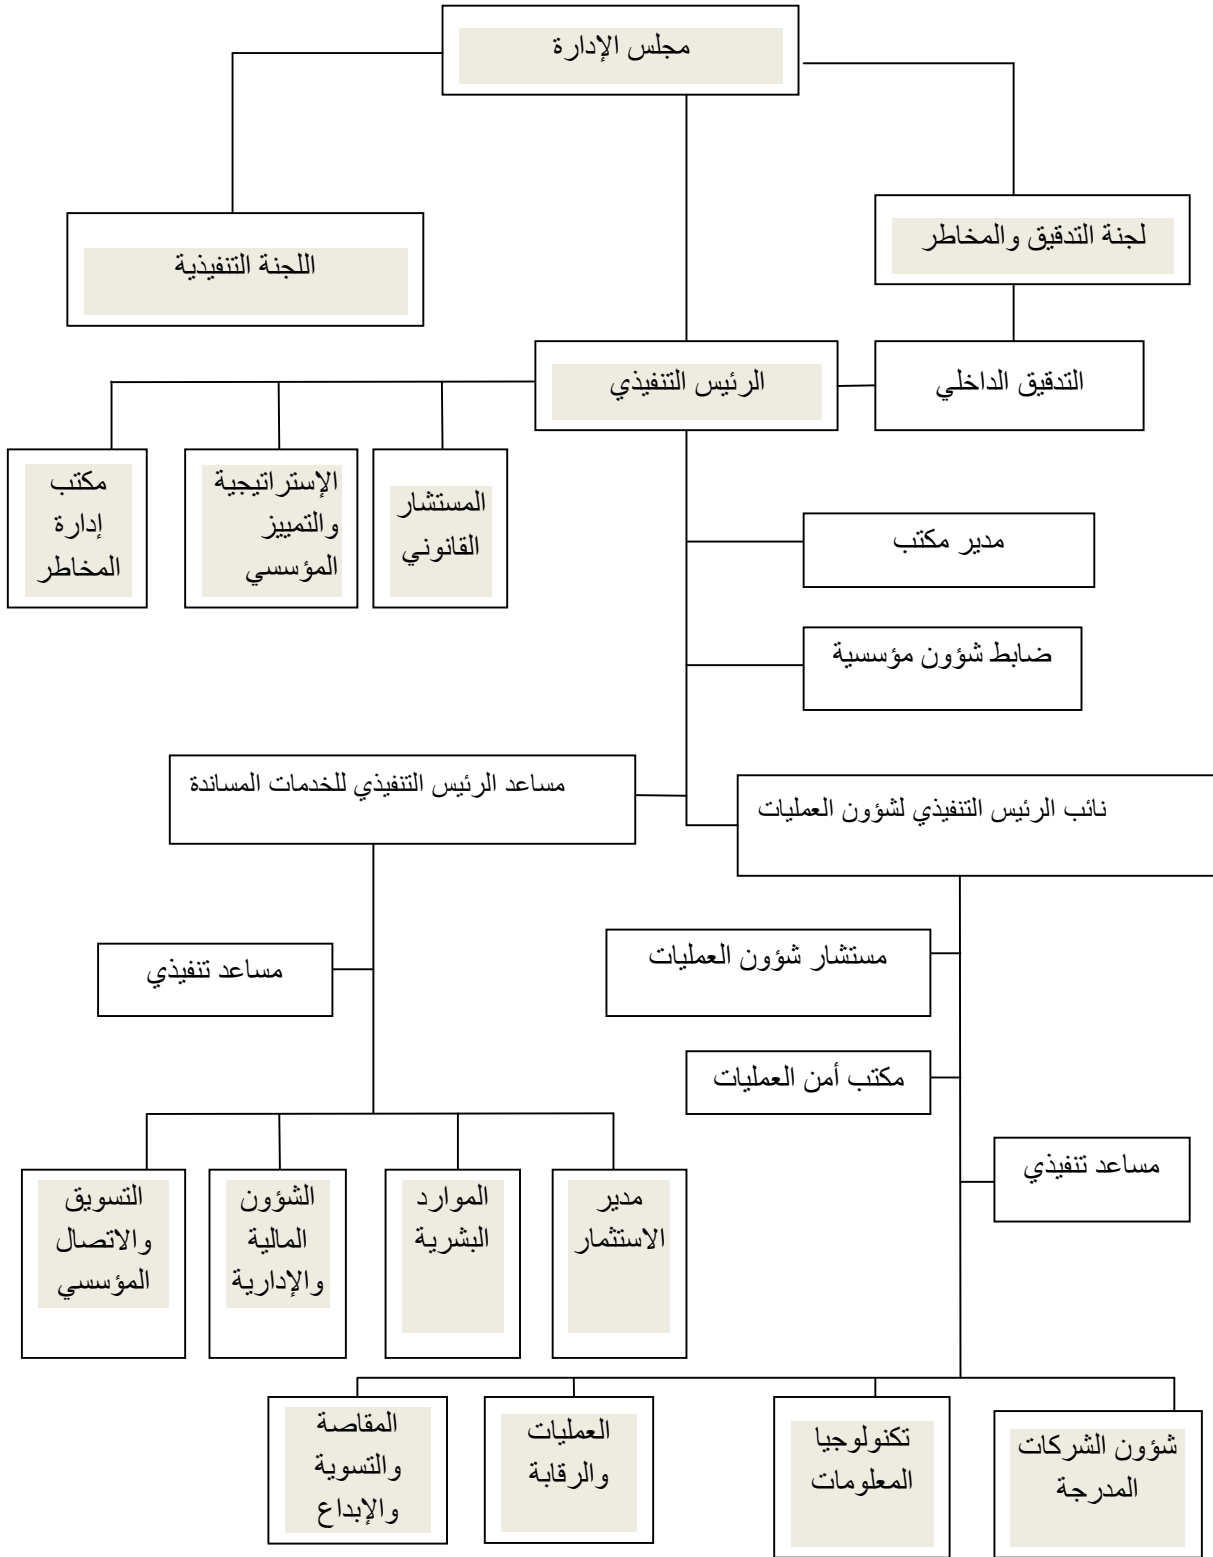 مجلس الإدارة
لجنة التدقيق والمخاطر
اللجنة التنفيذية
التدقيق الداخلي
الرئيس التنفيذي
المستشار
القانوني
الإستراتيجية
والتمييز
المؤسسي
مكتب
إدارة
المخاطر
مدير مكتب
ضابط شؤون مؤسسية
نائب الرئيس التنفيذي لشؤون العمليات
مساعد الرئيس التنفيذي للخدمات المساندة
مستشار شؤون العمليات
مساعد تنفيذي
مكتب أمن العمليات
مساعد تنفيذي
مدير
الاستثمار
الموارد
البشرية
الشؤون
المالية
والإدارية
التسويق
والاتصال
المؤسسي
شؤون الشركات
المدرجة
تكنولوجيا
المعلومات
العمليات
والرقابة
المقاصة
والتسوية
والإبداع